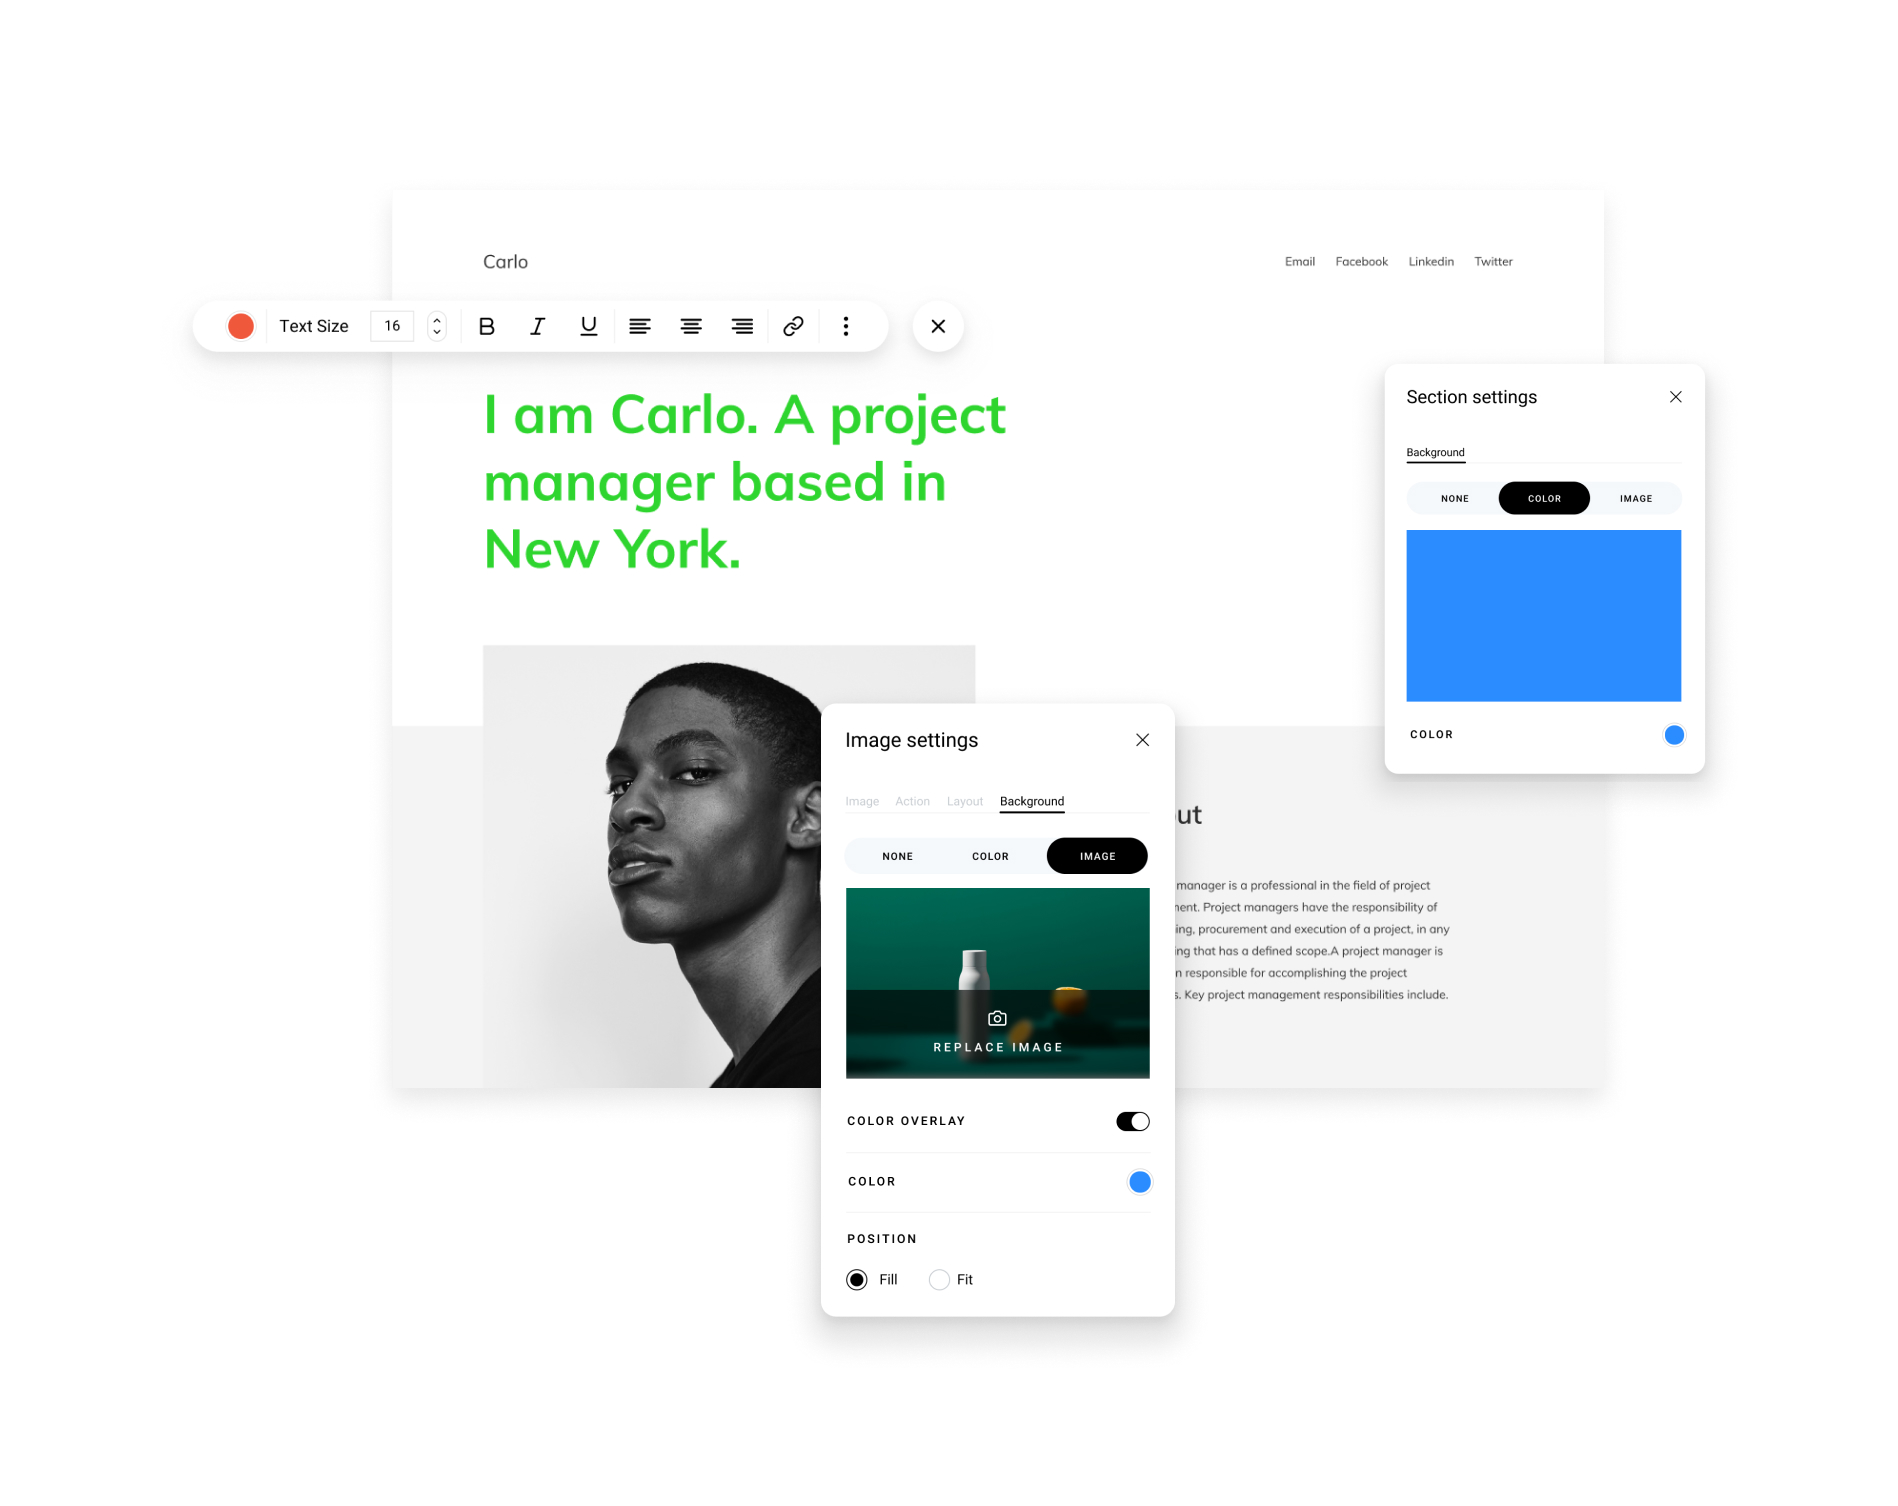 Carlo
Email Facebook Linkedin Twitter
Text Size 16 B I U
I am Carlo. A project
manager based in
New York.
Section settings
Background
NONE COLOR IMAGE
COLOR
Image settings
Image Action Layout Background
NONE COLOR IMAGE
REPLACE IMAGE
COLOR OVERLAY
COLOR
POSITION
Fill Fit
manager is a professional in the field of project
Project managers have the responsibility of
procurement and execution of a project, in any
that has a defined scope.A project manager is
responsible for accomplishing the project
Key project management responsibilities include.